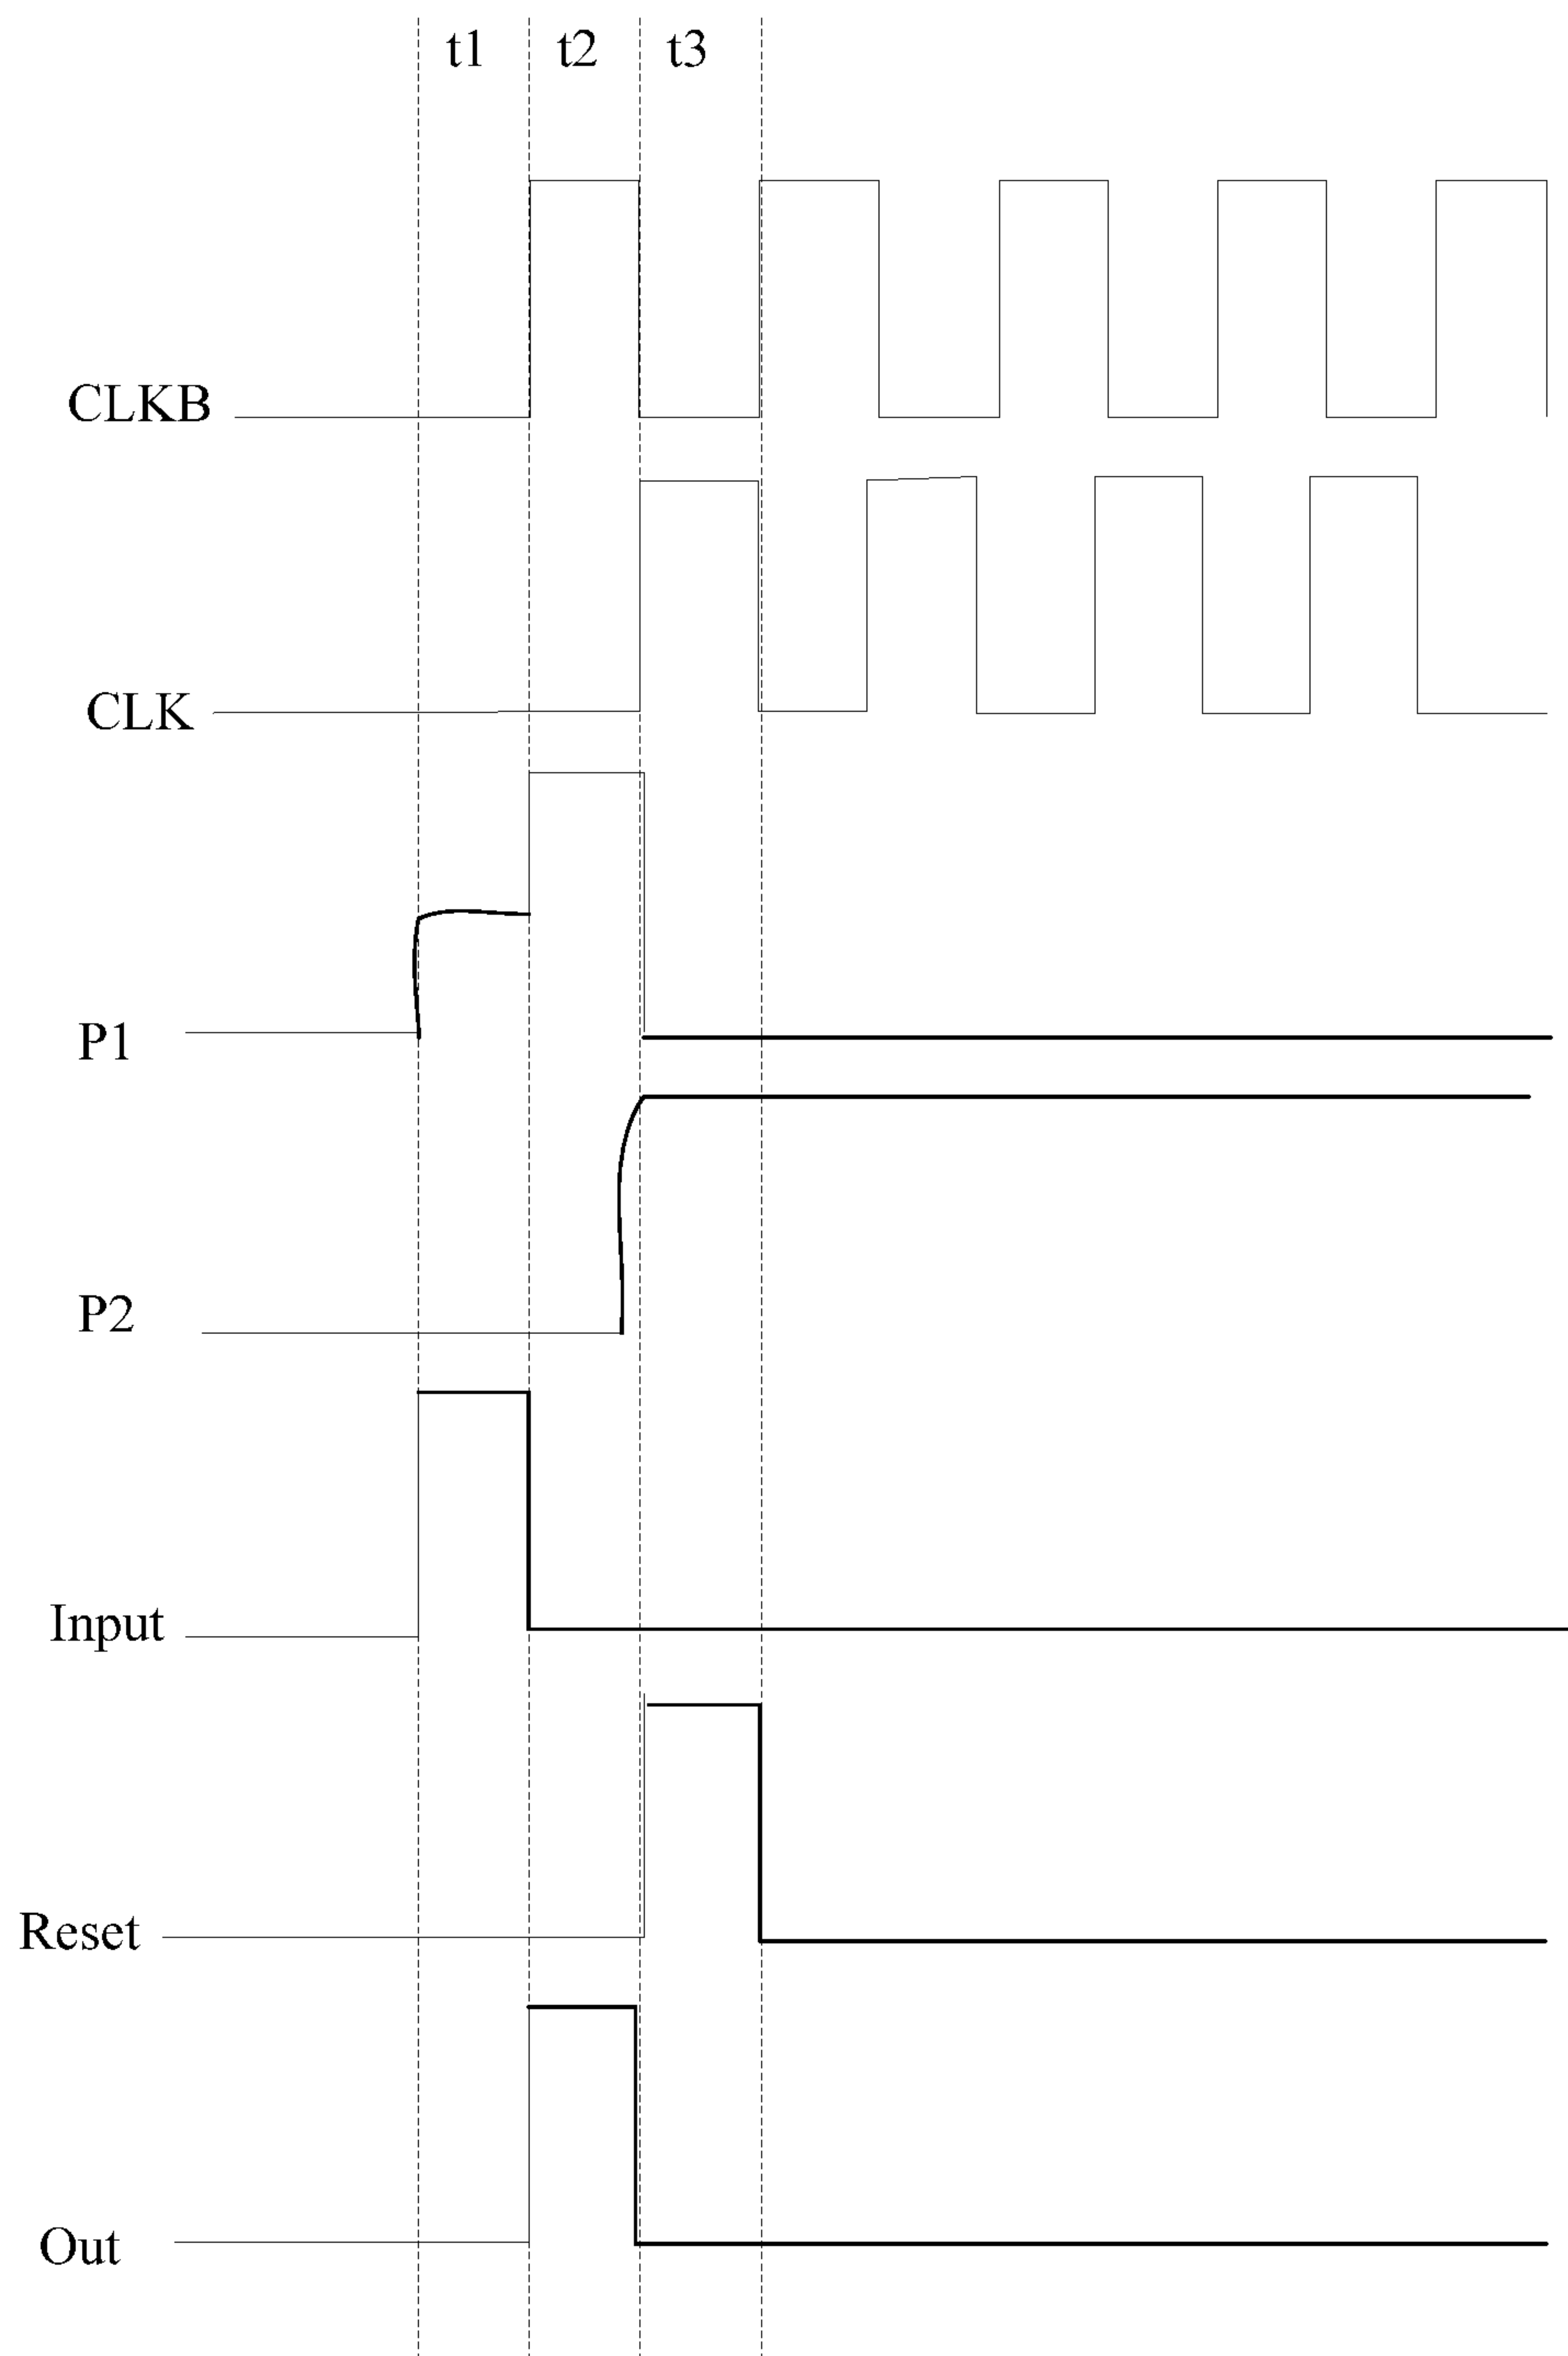 t1 t2 t3
CLKB
CLK
P1
P2
Input
Reset
Out